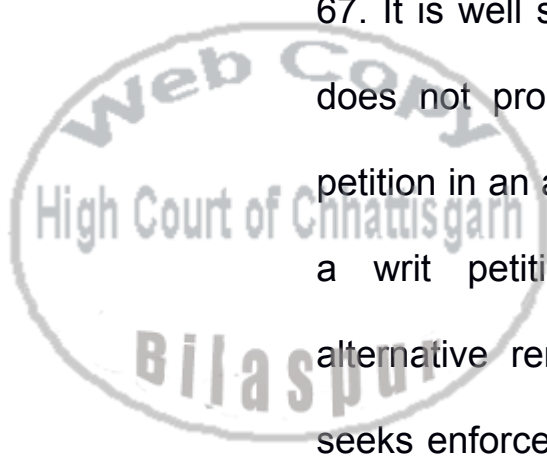 67. It is well s
Web Copy
does not pro
petition in an a
High Court of Chhattisgarh
a writ petiti
alternative re
Bilaspur
seeks enforce